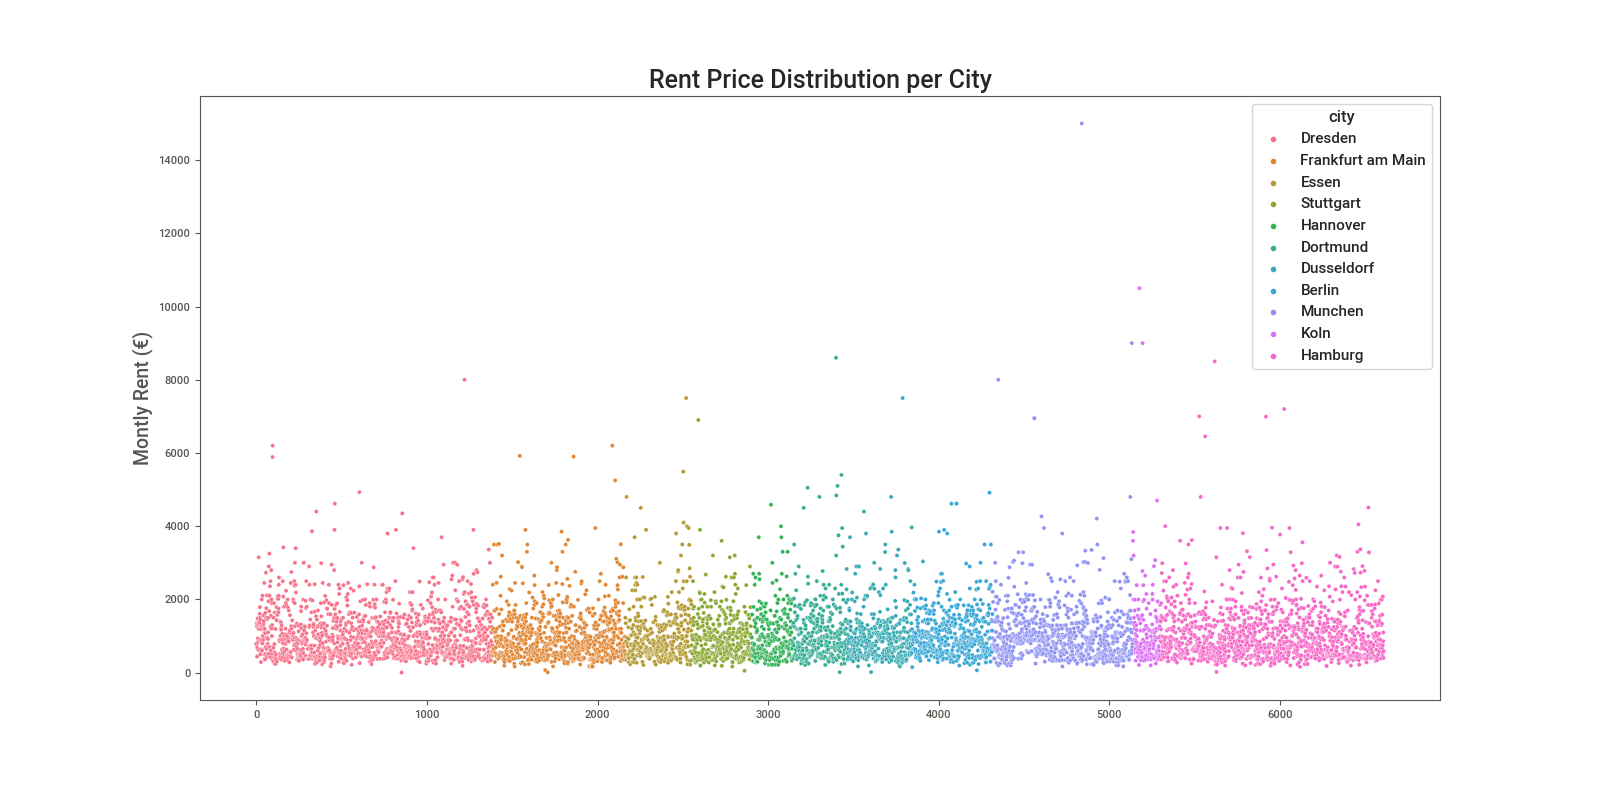 Rent Price Distribution per City
Montly Rent (€)
14000
12000
10000
8000
6000
4000
2000
0
0 1000 2000 3000 4000 5000 6000
city
Dresden
Frankfurt am Main
Essen
Stuttgart
Hannover
Dortmund
Dusseldorf
Berlin
Munchen
Koln
Hamburg